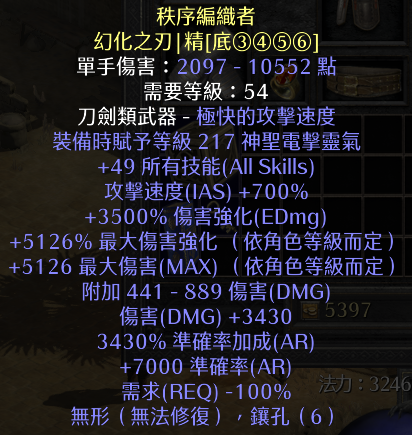 秩序編織者
幻化之刃|精[底③④⑤⑥]
單手傷害：2097 - 10552 點
需要等級：54
刀劍類武器 - 極快的攻擊速度
裝備時賦予等級 217 神聖電擊靈氣
+49 所有技能(All Skills)
攻擊速度(IAS) +700%
+3500% 傷害強化(EDmg)
+5126% 最大傷害強化 （依角色等級而定）
+5126 最大傷害(MAX) （依角色等級而定）
附加 441 - 889 傷害(DMG)
傷害(DMG) +3430
3430% 準確率加成(AR)
+7000 準確率(AR)
需求(REQ) -100%
無形（無法修復），鑲孔（6）
5397
法力：3246